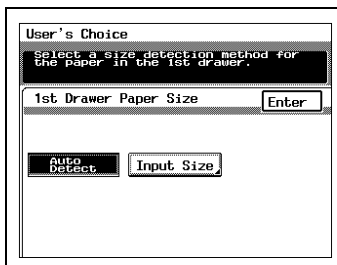 User's Choice
Select a size detection method for
the paper in the 1st drawer.
1st Drawer Paper Size
Enter
Auto
Detect
Input Size